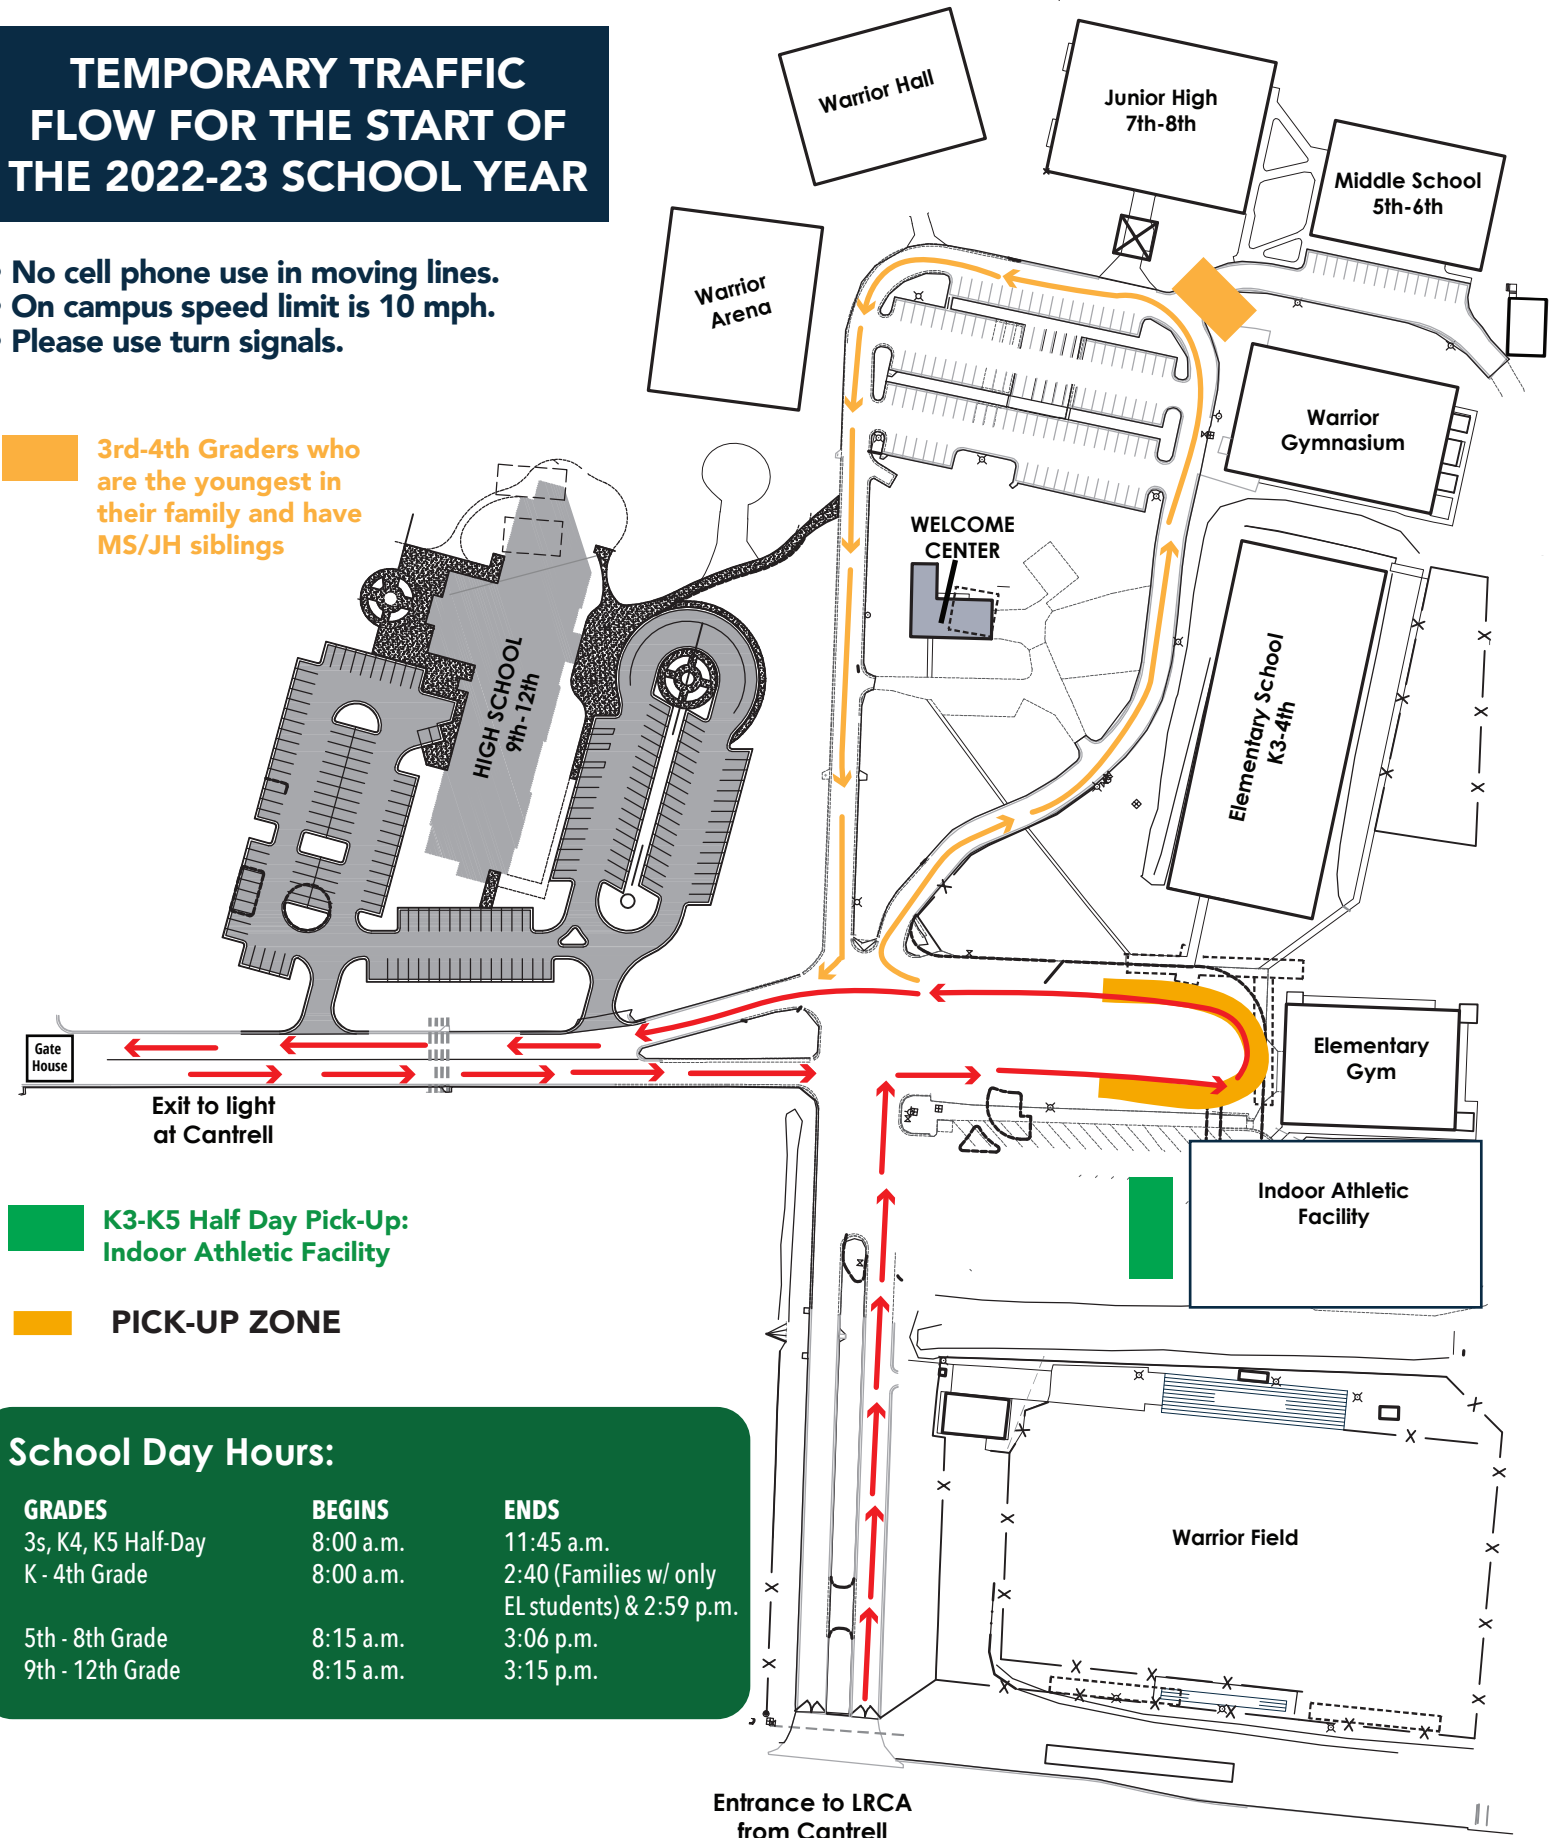 TEMPORARY TRAFFIC
FLOW FOR THE START OF
THE 2022-23 SCHOOL YEAR
• No cell phone use in moving lines.
• On campus speed limit is 10 mph.
• Please use turn signals.
3rd-4th Graders who
are the youngest in
their family and have
MS/JH siblings
Warrior Hall
Junior High
7th-8th
Middle School
5th-6th
Warrior
Arena
Warrior
Gymnasium
WELCOME
CENTER
HIGH SCHOOL
9th-12th
Elementary School
K3-4th
Gate
House
Elementary
Gym
Exit to light
at Cantrell
Indoor Athletic
Facility
K3-K5 Half Day Pick-Up:
Indoor Athletic Facility
PICK-UP ZONE
School Day Hours:
GRADES BEGINS ENDS
3s, K4, K5 Half-Day 8:00 a.m. 11:45 a.m.
K - 4th Grade 8:00 a.m. 2:40 (Families w/ only
EL students) & 2:59 p.m.
5th - 8th Grade 8:15 a.m. 3:06 p.m.
9th - 12th Grade 8:15 a.m. 3:15 p.m.
Warrior Field
Entrance to LRCA
from Cantrell